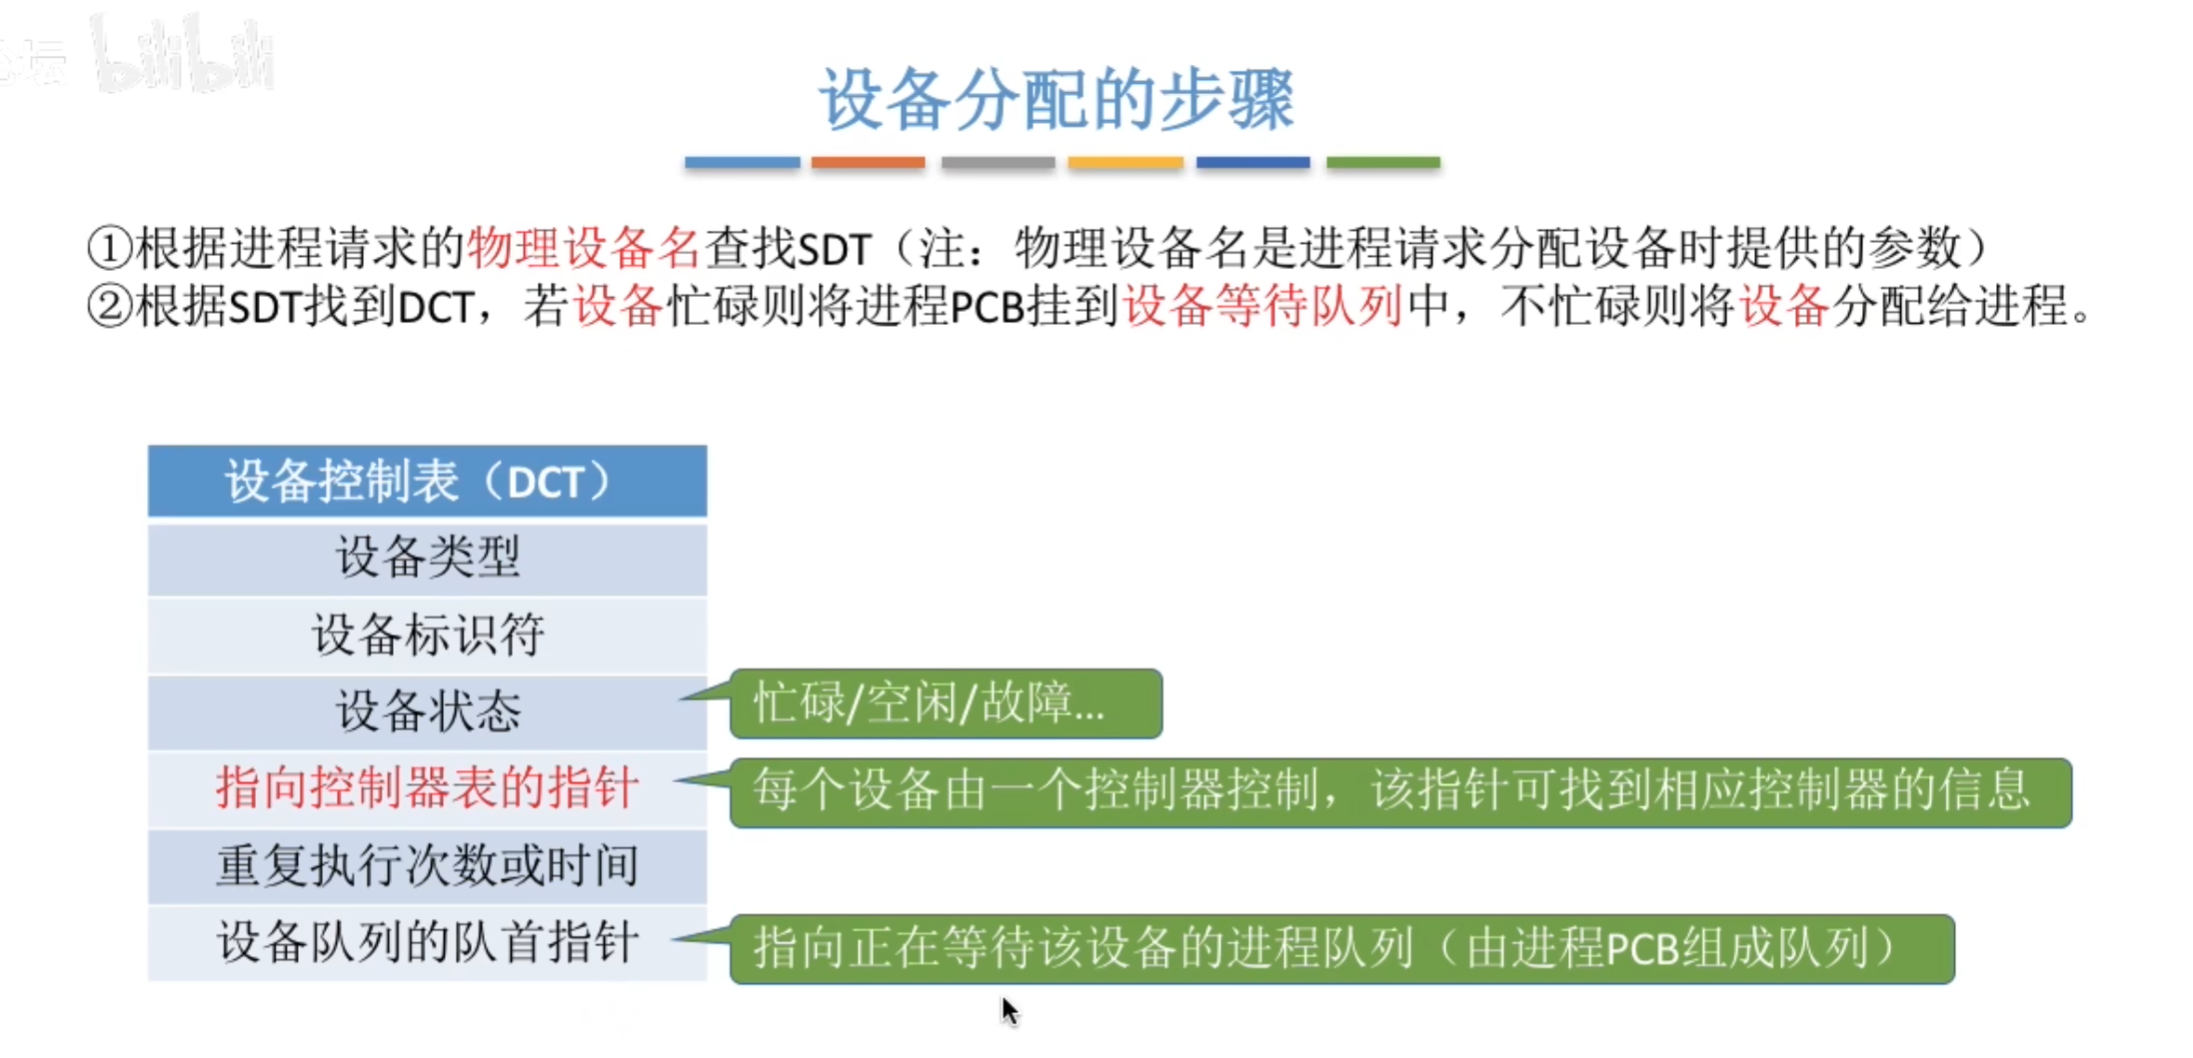 坛 bilibili
设备分配的步骤
①根据进程请求的物理设备名查找SDT（注：物理设备名是进程请求分配设备时提供的参数）
②根据SDT找到DCT，若设备忙碌则将进程PCB挂到设备等待队列中，不忙碌则将设备分配给进程。
设备控制表（DCT）
设备类型
设备标识符
设备状态
忙碌/空闲/故障...
指向控制器表的指针
每个设备由一个控制器控制，该指针可找到相应控制器的信息
重复执行次数或时间
设备队列的队首指针
指向正在等待该设备的进程队列（由进程PCB组成队列）